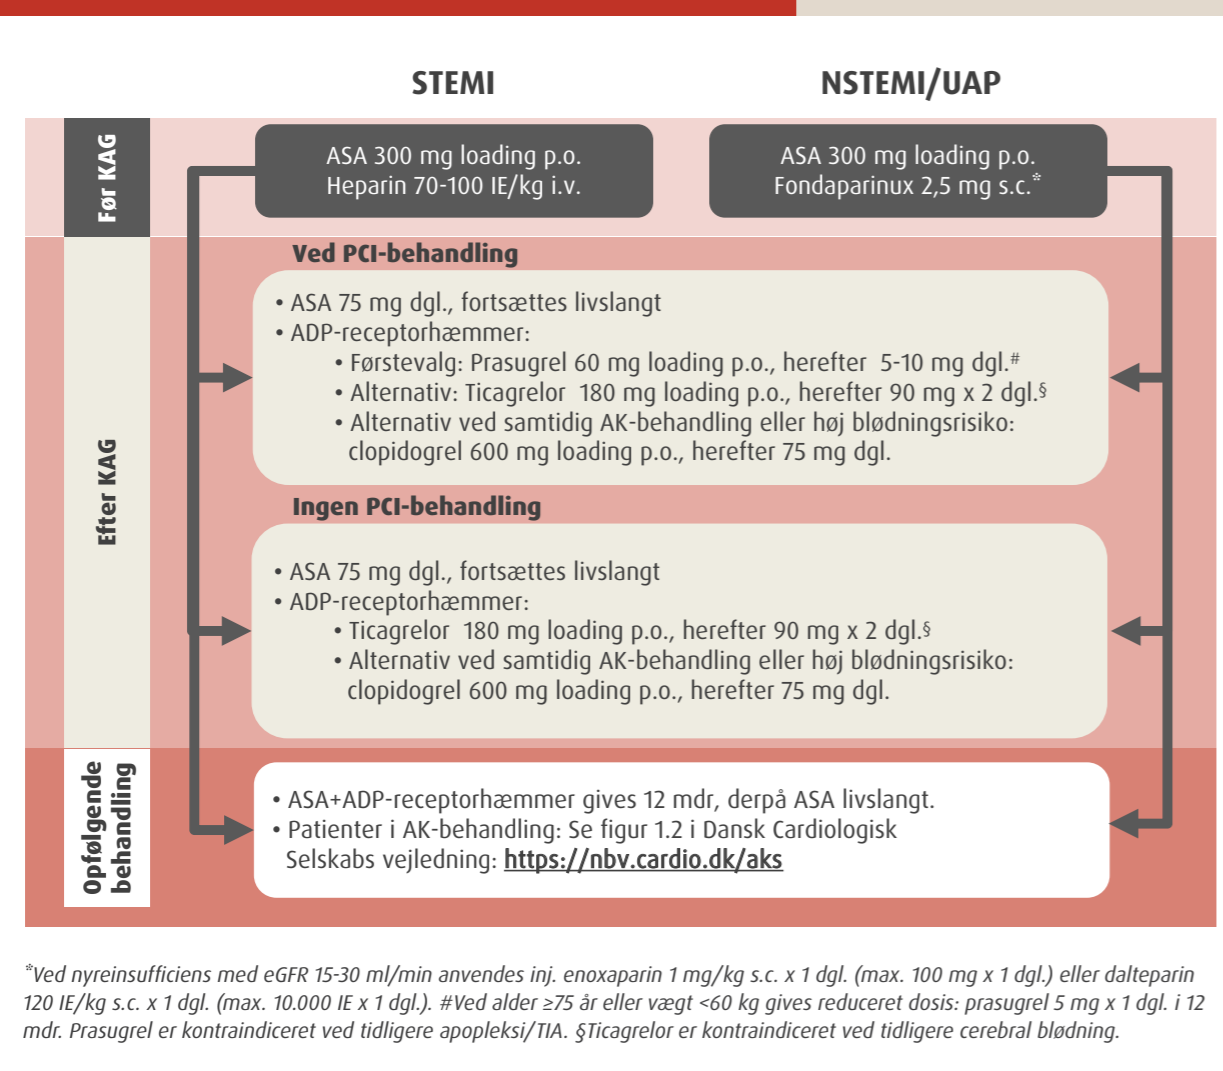 STEMI
NSTEMI/UAP
Før KAG
ASA 300 mg loading p.o.
Heparin 70-100 IE/kg i.v.
ASA 300 mg loading p.o.
Fondaparinux 2,5 mg s.c.*
Efter KAG
Ved PCI-behandling
• ASA 75 mg dgl., fortsættes livslangt
• ADP-receptorhæmmer:
• Førstevalg: Prasugrel 60 mg loading p.o., herefter 5-10 mg dgl.#
• Alternativ: Ticagrelor 180 mg loading p.o., herefter 90 mg x 2 dgl.§
• Alternativ ved samtidig AK-behandling eller høj blødningsrisiko:
clopidogrel 600 mg loading p.o., herefter 75 mg dgl.
Ingen PCI-behandling
• ASA 75 mg dgl., fortsættes livslangt
• ADP-receptorhæmmer:
• Ticagrelor 180 mg loading p.o., herefter 90 mg x 2 dgl.§
• Alternativ ved samtidig AK-behandling eller høj blødningsrisiko:
clopidogrel 600 mg loading p.o., herefter 75 mg dgl.
Opfølgende
behandling
• ASA+ADP-receptorhæmmer gives 12 mdr, derpå ASA livslangt.
• Patienter i AK-behandling: Se figur 1.2 i Dansk Cardiologisk
Selskabs vejledning: https://nbv.cardio.dk/aks
*Ved nyreinsufficiens med eGFR 15-30 ml/min anvendes inj. enoxaparin 1 mg/kg s.c. x 1 dgl. (max. 100 mg x 1 dgl.) eller dalteparin
120 IE/kg s.c. x 1 dgl. (max. 10.000 IE x 1 dgl.). #Ved alder ≥75 år eller vægt <60 kg gives reduceret dosis: prasugrel 5 mg x 1 dgl. i 12
mdr. Prasugrel er kontraindiceret ved tidligere apopleksi/TIA. §Ticagrelor er kontraindiceret ved tidligere cerebral blødning.